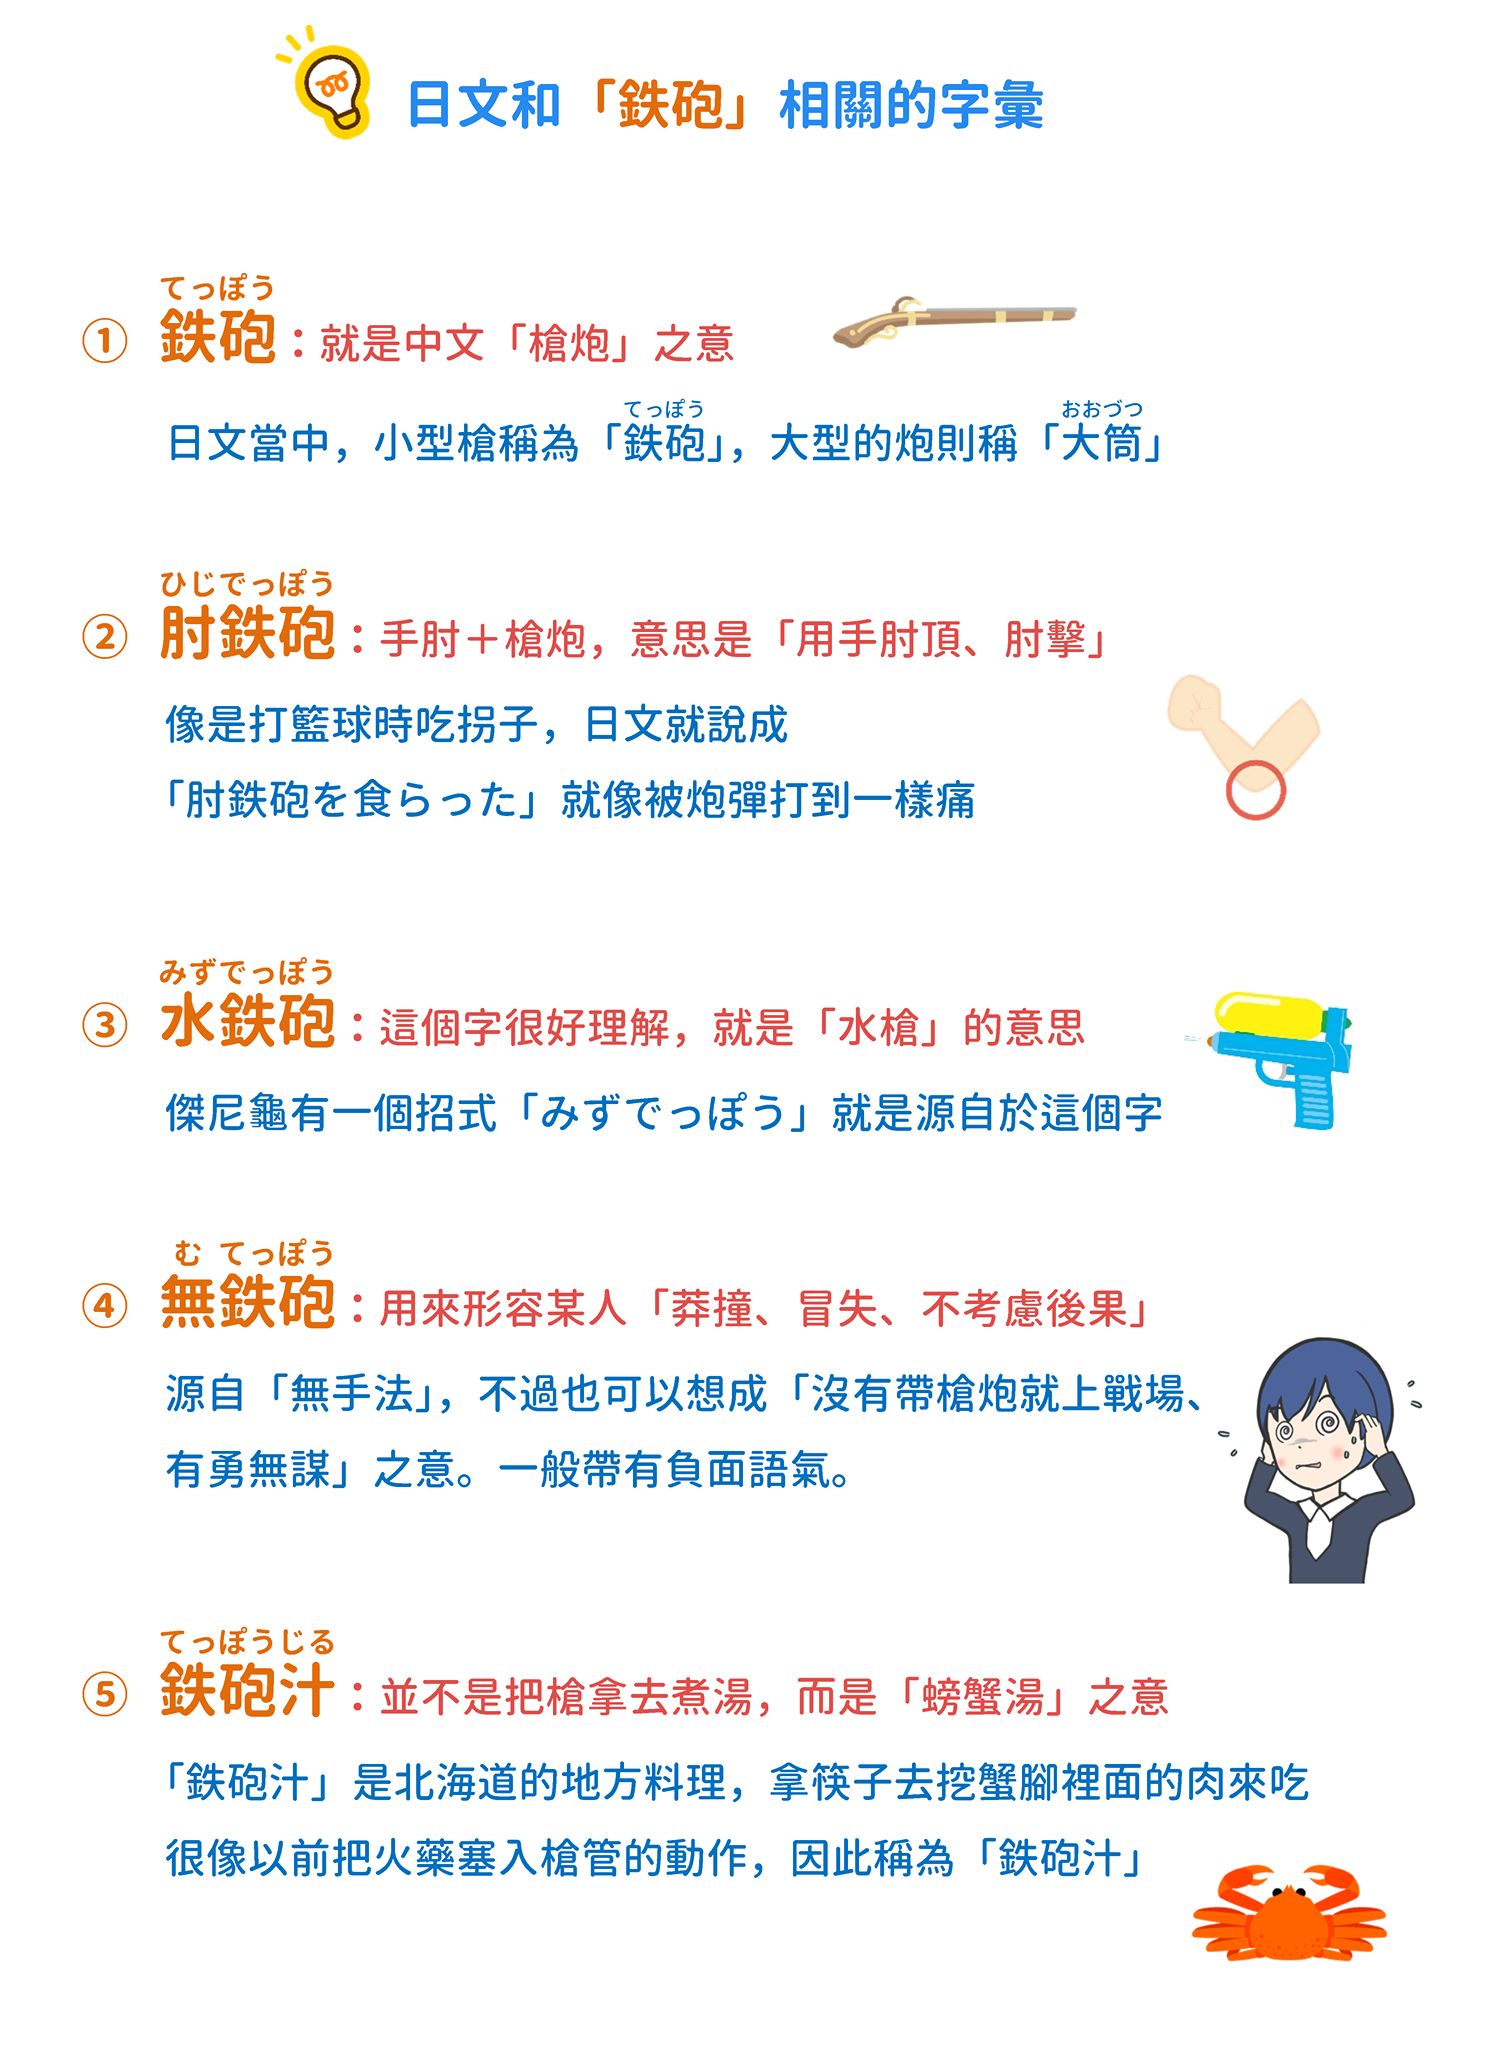 日文和「鉄砲」相關的字彙
てっぽう
① 鉄砲：就是中文「槍炮」之意
てっぽう おおづつ
日文當中，小型槍稱為「鉄砲」，大型的炮則稱「大筒」
ひじでっぽう
② 肘鉄砲：手肘＋槍炮，意思是「用手肘頂、肘擊」
像是打籃球時吃拐子，日文就說成
「肘鉄砲を食らった」就像被炮彈打到一樣痛
みずでっぽう
③ 水鉄砲：這個字很好理解，就是「水槍」的意思
傑尼龜有一個招式「みずでっぽう」就是源自於這個字
む てっぽう
④ 無鉄砲：用來形容某人「莽撞、冒失、不考慮後果」
源自「無手法」，不過也可以想成「沒有帶槍炮就上戰場、
有勇無謀」之意。一般帶有負面語氣。
てっぽうじる
⑤ 鉄砲汁：並不是把槍拿去煮湯，而是「螃蟹湯」之意
「鉄砲汁」是北海道的地方料理，拿筷子去挖蟹腳裡面的肉來吃
很像以前把火藥塞入槍管的動作，因此稱為「鉄砲汁」